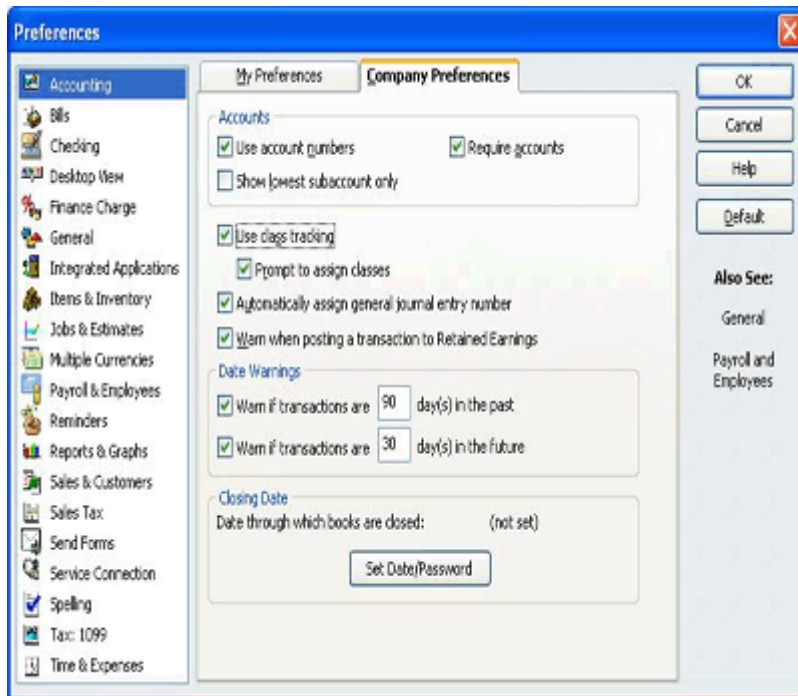 Preferences
Accounting
Bills
Checking
Desktop View
Finance Charge
General
Integrated Applications
Items & Inventory
Jobs & Estimates
Multiple Currencies
Payroll & Employees
Reminders
Reports & Graphs
Sales & Customers
Sales Tax
Send Forms
Service Connection
Spelling
Tax: 1099
Time & Expenses
My Preferences
Company Preferences
Accounts
Use account numbers
Require accounts
Show lowest subaccount only
Use class tracking
Prompt to assign classes
Automatically assign general journal entry number
Warn when posting a transaction to Retained Earnings
Date Warnings
Warn if transactions are 90 day(s) in the past
Warn if transactions are 30 day(s) in the future
Closing Date
Date through which books are closed: (not set)
Set Date/Password
OK
Cancel
Help
Default
Also See:
General
Payroll and
Employees